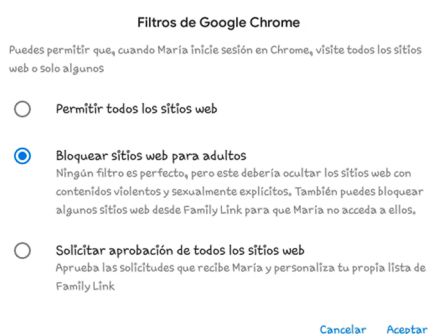 Filtros de Google Chrome
Puedes permitir que, cuando Maria inicie sesión en Chrome, visite todos los sitios
web o solo algunos
Permitir todos los sitios web
Bloquear sitios web para adultos
Ningún filtro es perfecto, pero este debería ocultar los sitios web con
contenidos violentos y sexualmente explícitos. También puedes bloquear
algunos sitios web desde Family Link para que Maria no acceda a ellos.
Solicitar aprobación de todos los sitios web
Aprueba las solicitudes que recibe María y personaliza tu propia lista de
Family Link
Cancelar Aceptar